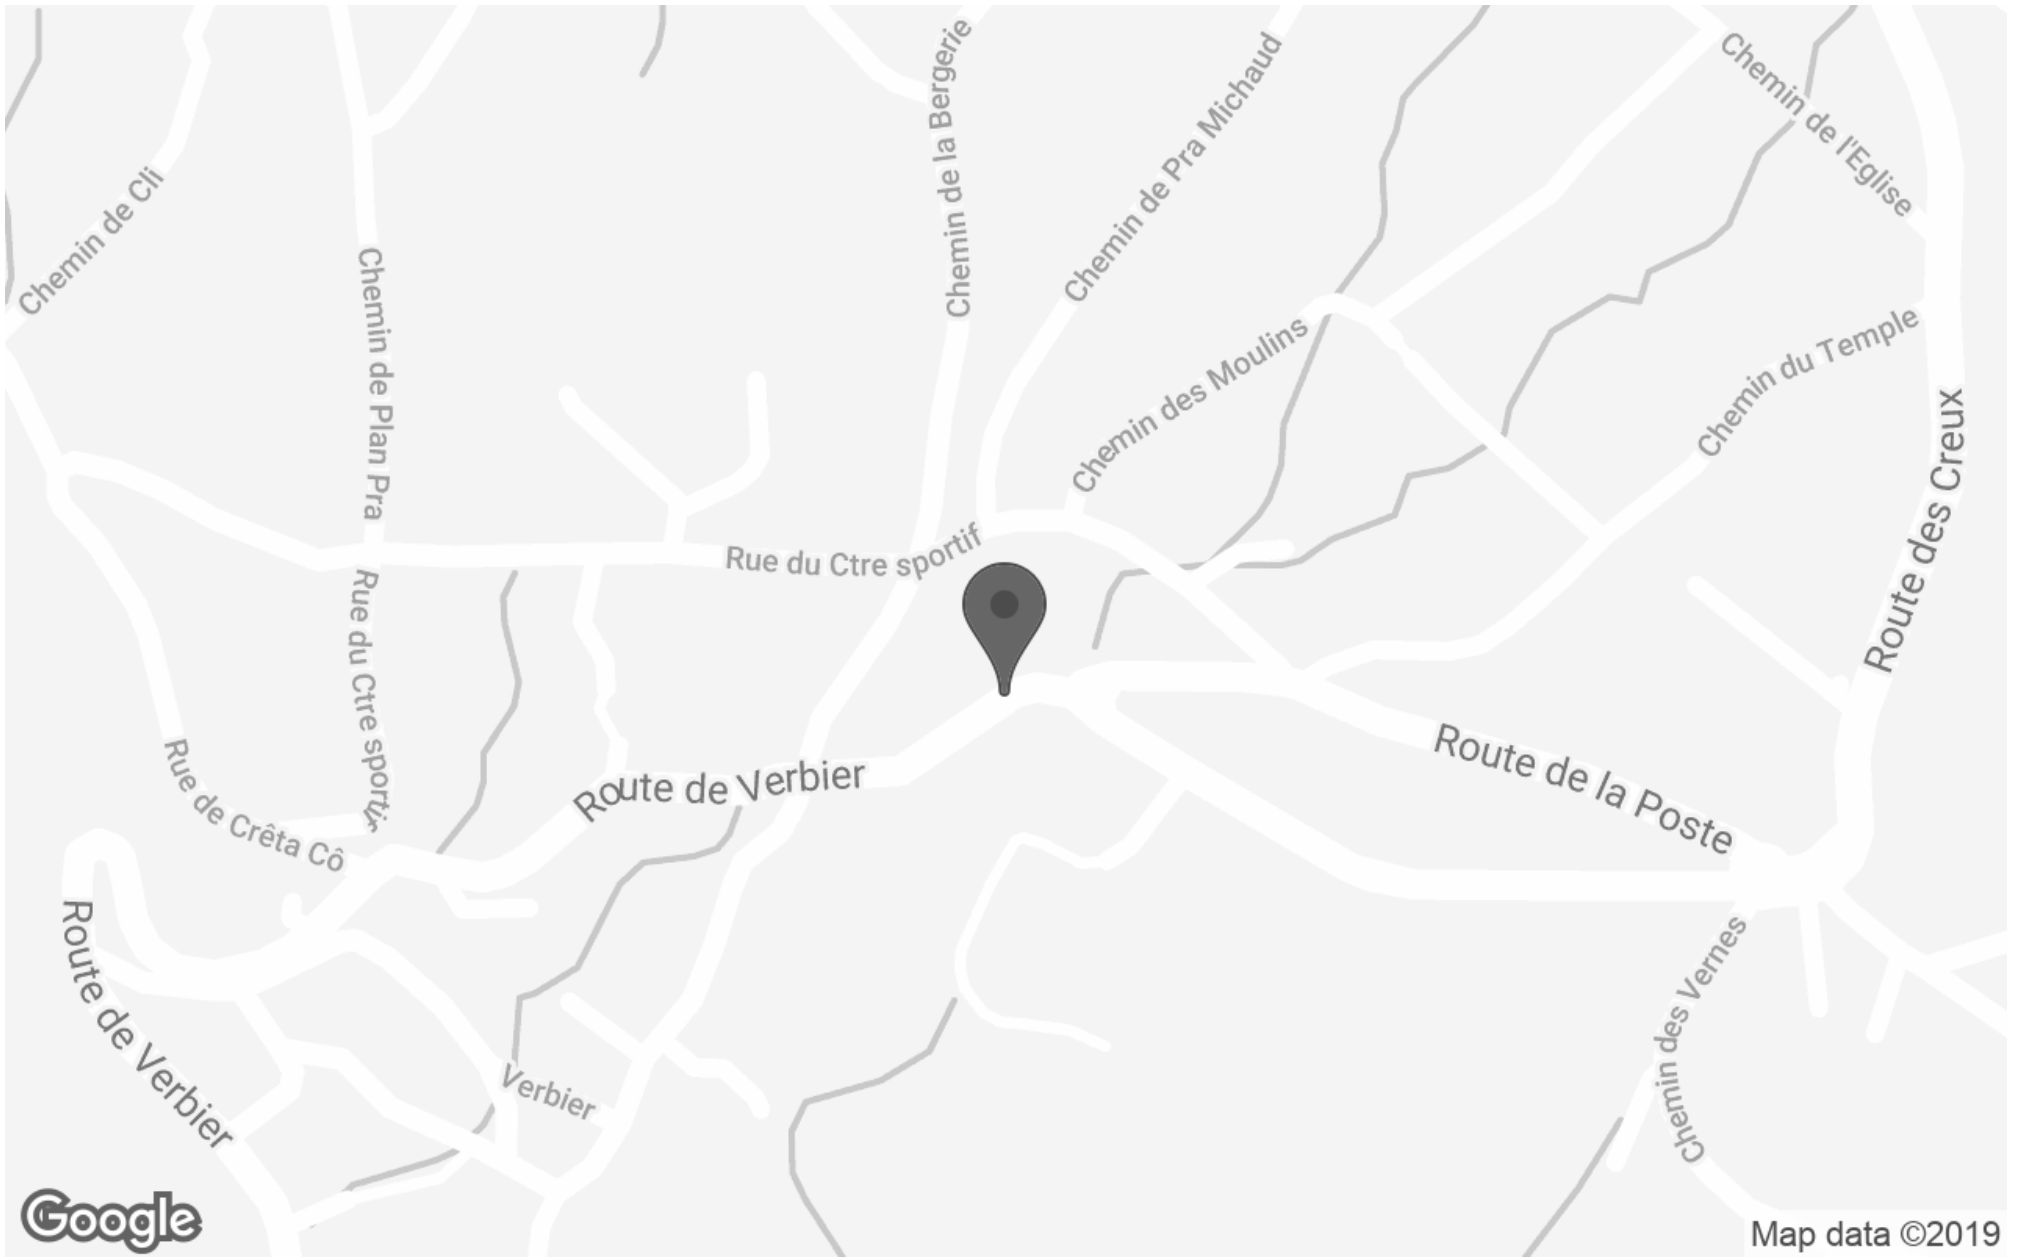 Chemin de la Bergerie
Chemin de Pra Michaud
Chemin de l'Eglise
Chemin de Cli
Chemin de Plan Pra
Chemin des Moulins
Chemin du Temple
Route des Creux
Rue du Ctre sportif
Rue du Ctre sporti
Route de Verbier
Route de la Poste
Rue de Crêta Cô
Route de Verbier
Chemin des Vernes
Verbier
Google
Map data ©2019